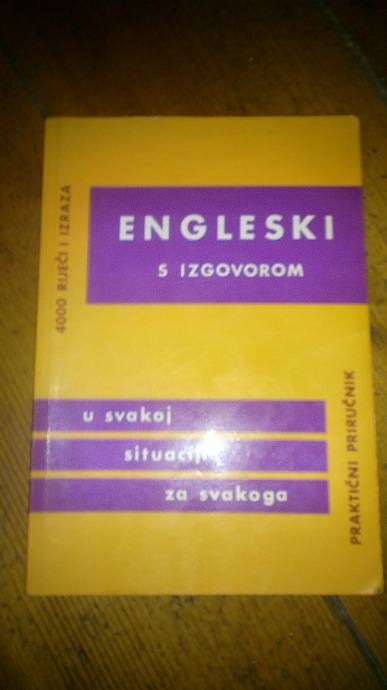 ENGLESKI
S IZGOVOROM
4000 RIJEČI I IZRAZA
u svakoj
situaciji
za svakoga
PRAKTIČNI PRIRUČNIK